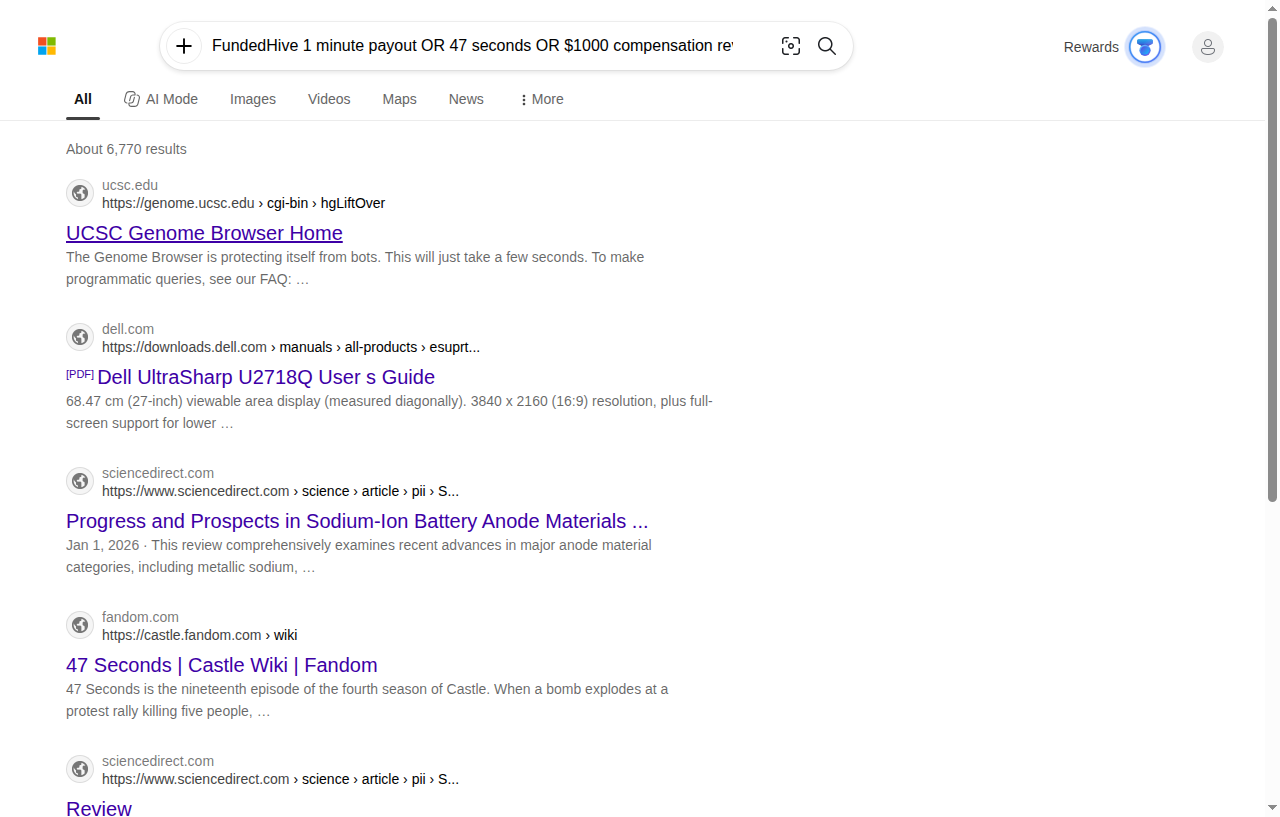 FundedHive 1 minute payout OR 47 seconds OR $1000 compensation rev
Rewards
All
AI Mode
Images
Videos
Maps
News
More
About 6,770 results
ucsc.edu
https://genome.ucsc.edu › cgi-bin › hgLiftOver
UCSC Genome Browser Home
The Genome Browser is protecting itself from bots. This will just take a few seconds. To make
programmatic queries, see our FAQ: …
dell.com
https://downloads.dell.com › manuals › all-products › esuprt...
[PDF] Dell UltraSharp U2718Q User s Guide
68.47 cm (27-inch) viewable area display (measured diagonally). 3840 x 2160 (16:9) resolution, plus full-
screen support for lower …
sciencedirect.com
https://www.sciencedirect.com › science › article › pii › S...
Progress and Prospects in Sodium-Ion Battery Anode Materials ...
Jan 1, 2026 · This review comprehensively examines recent advances in major anode material
categories, including metallic sodium, …
fandom.com
https://castle.fandom.com › wiki
47 Seconds | Castle Wiki | Fandom
47 Seconds is the nineteenth episode of the fourth season of Castle. When a bomb explodes at a
protest rally killing five people, …
sciencedirect.com
https://www.sciencedirect.com › science › article › pii › S...
Review